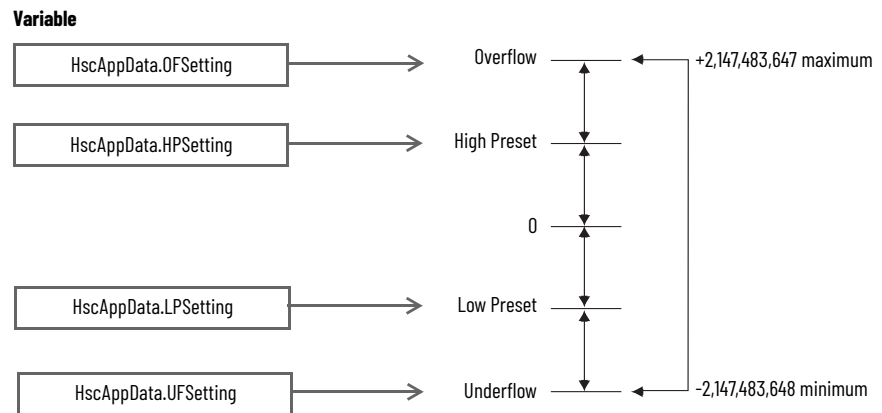 Variable
HscAppData.OFSetting
Overflow
+2,147,483,647 maximum
HscAppData.HPSetting
High Preset
0
HscAppData.LPSetting
Low Preset
HscAppData.UFSetting
Underflow
-2,147,483,648 minimum